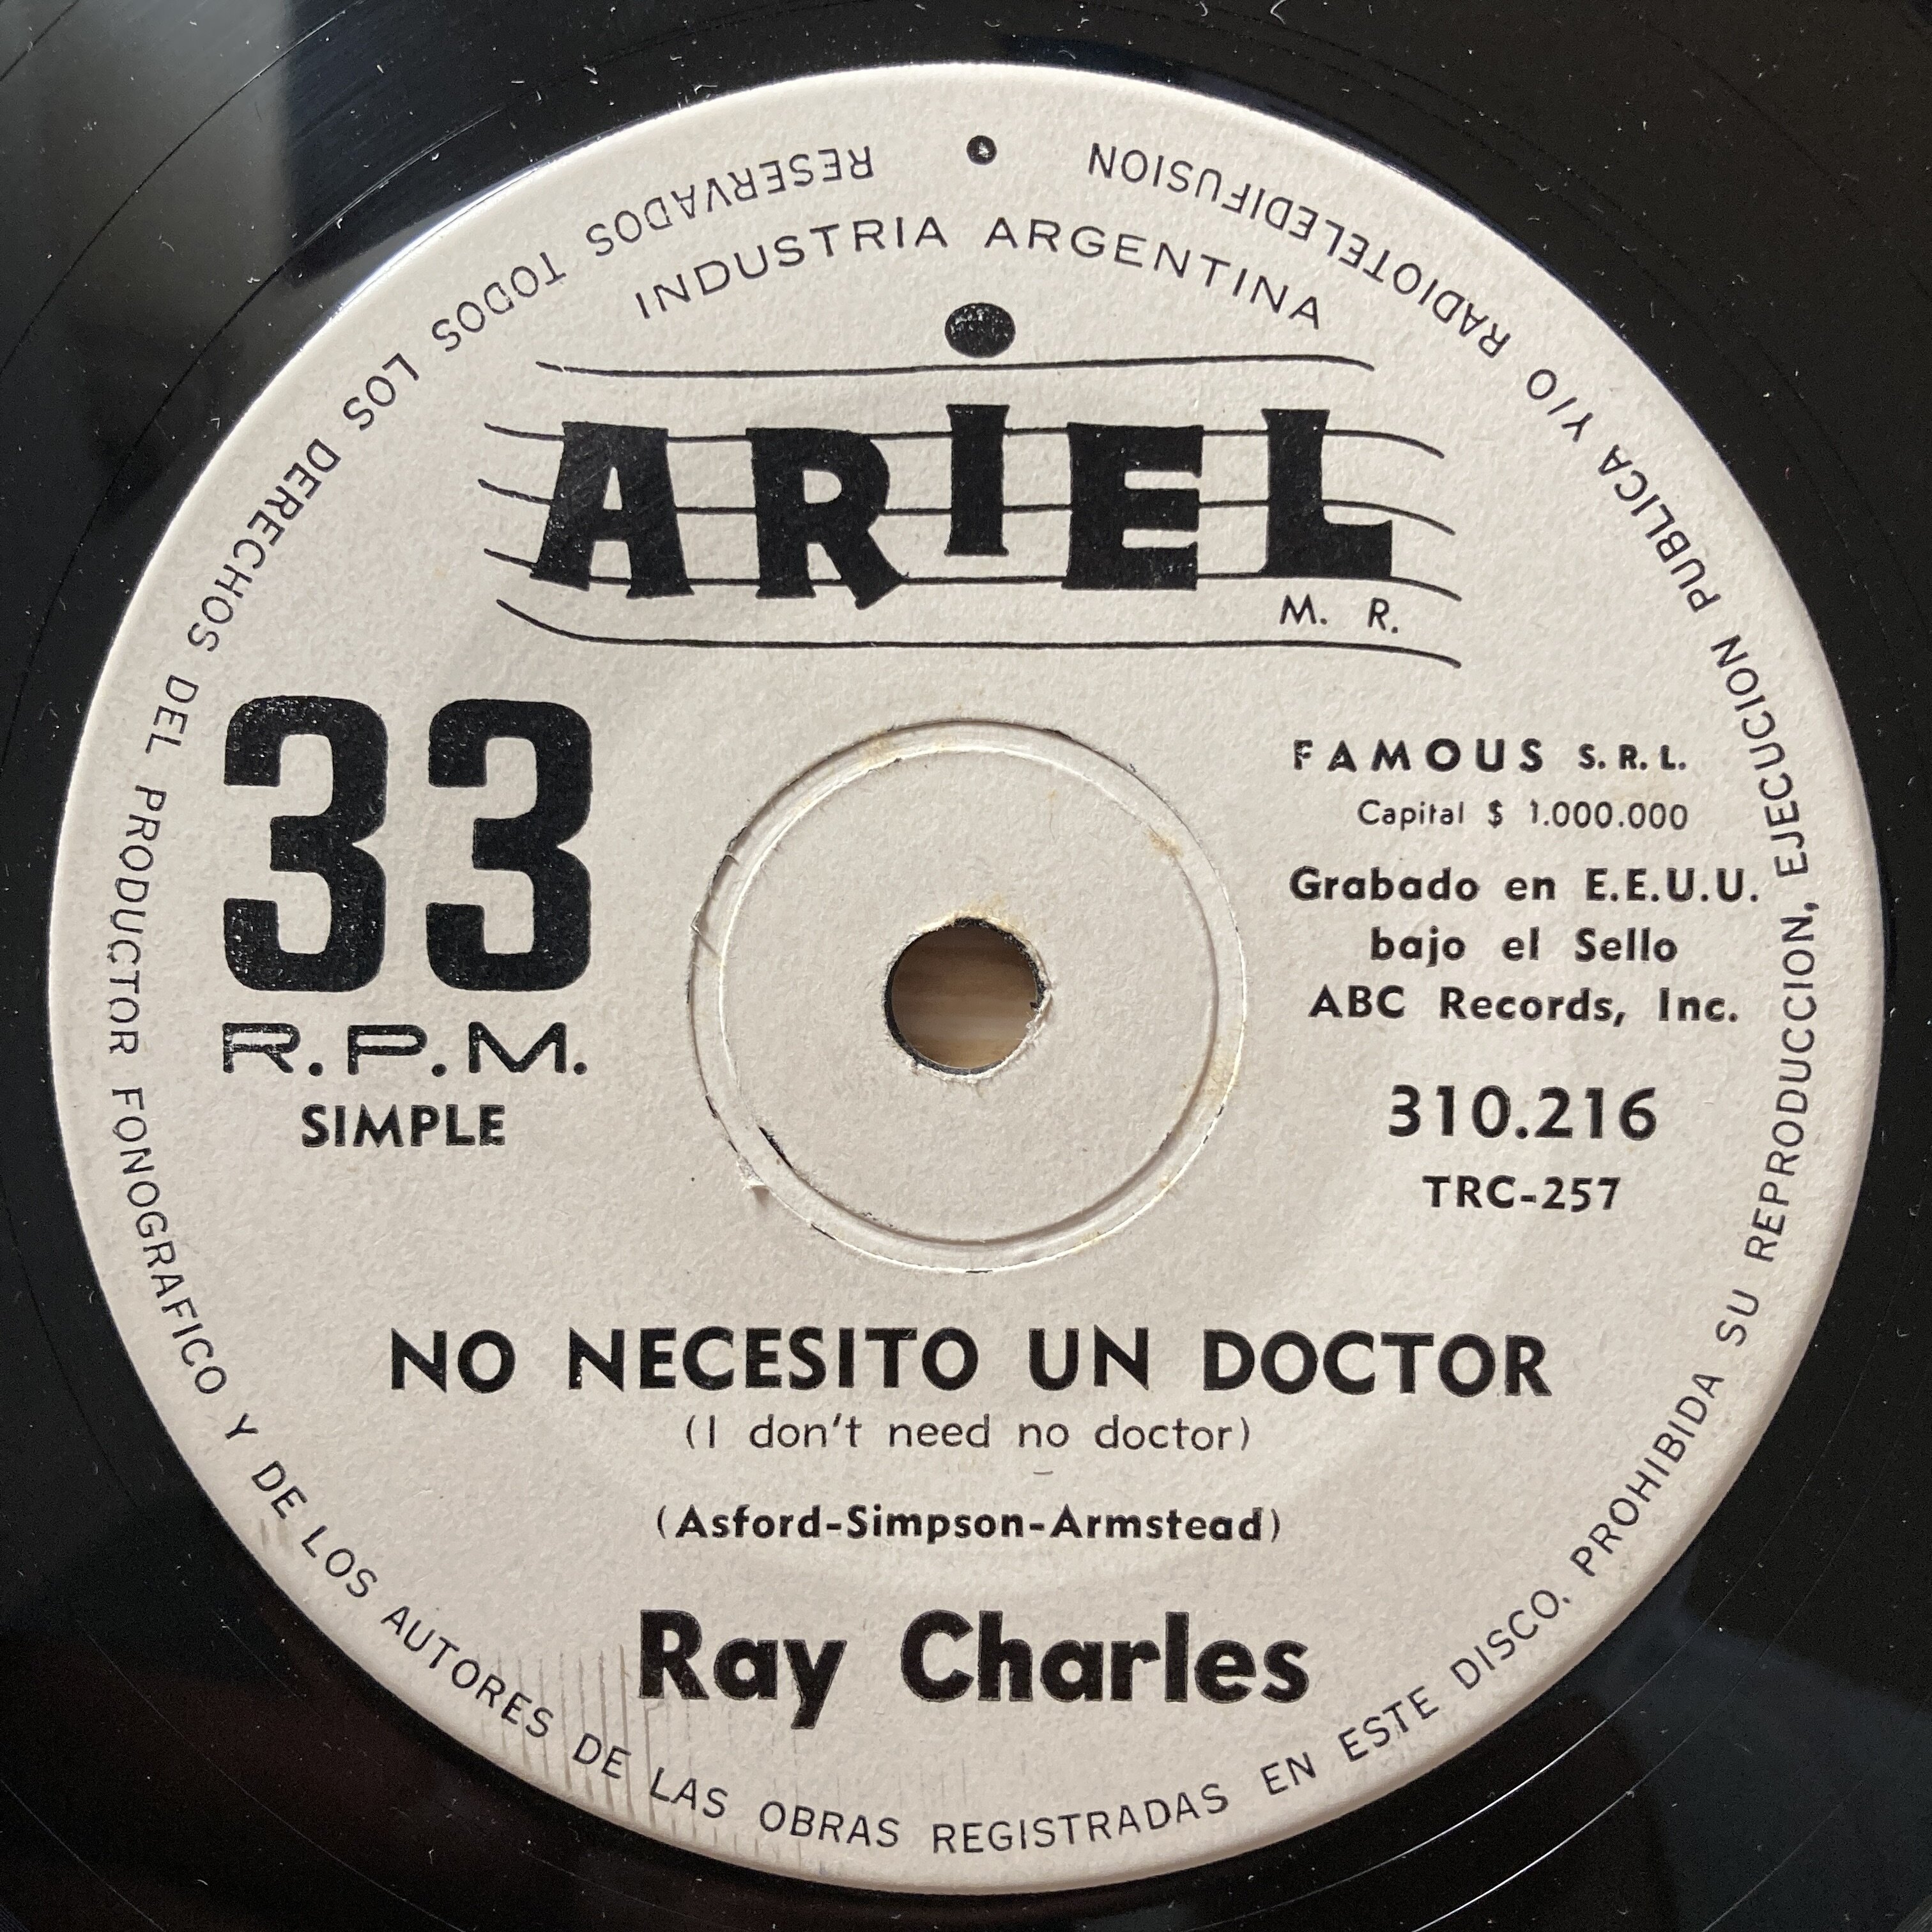 RESERVADOS TODOS LOS DERECHOS DEL PRODUCTOR FONOGRAFICO Y DE LOS AUTORES DE LAS OBRAS REGISTRADAS EN ESTE DISCO. PROHIBIDA SU REPRODUCCION, EJECUCION PUBLICA Y/O RADIOTELEDIFUSION
INDUSTRIA ARGENTINA
ARiEL
M. R.
33
R.P.M.
SIMPLE
FAMOUS S. R. L.
Capital $ 1.000.000
Grabado en E.E.U.U.
bajo el Sello
ABC Records, Inc.
310.216
TRC-257
NO NECESITO UN DOCTOR
(I don't need no doctor)
(Asford-Simpson-Armstead)
Ray Charles